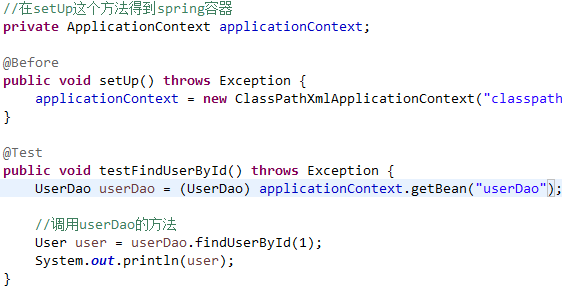 //在setUp这个方法得到spring容器
private ApplicationContext applicationContext;
@Before
public void setUp() throws Exception {
applicationContext = new ClassPathXmlApplicationContext("classpath
}
@Test
public void testFindUserById() throws Exception {
UserDao userDao = (UserDao) applicationContext.getBean("userDao");
//调用userDao的方法
User user = userDao.findUserById(1);
System.out.println(user);
}